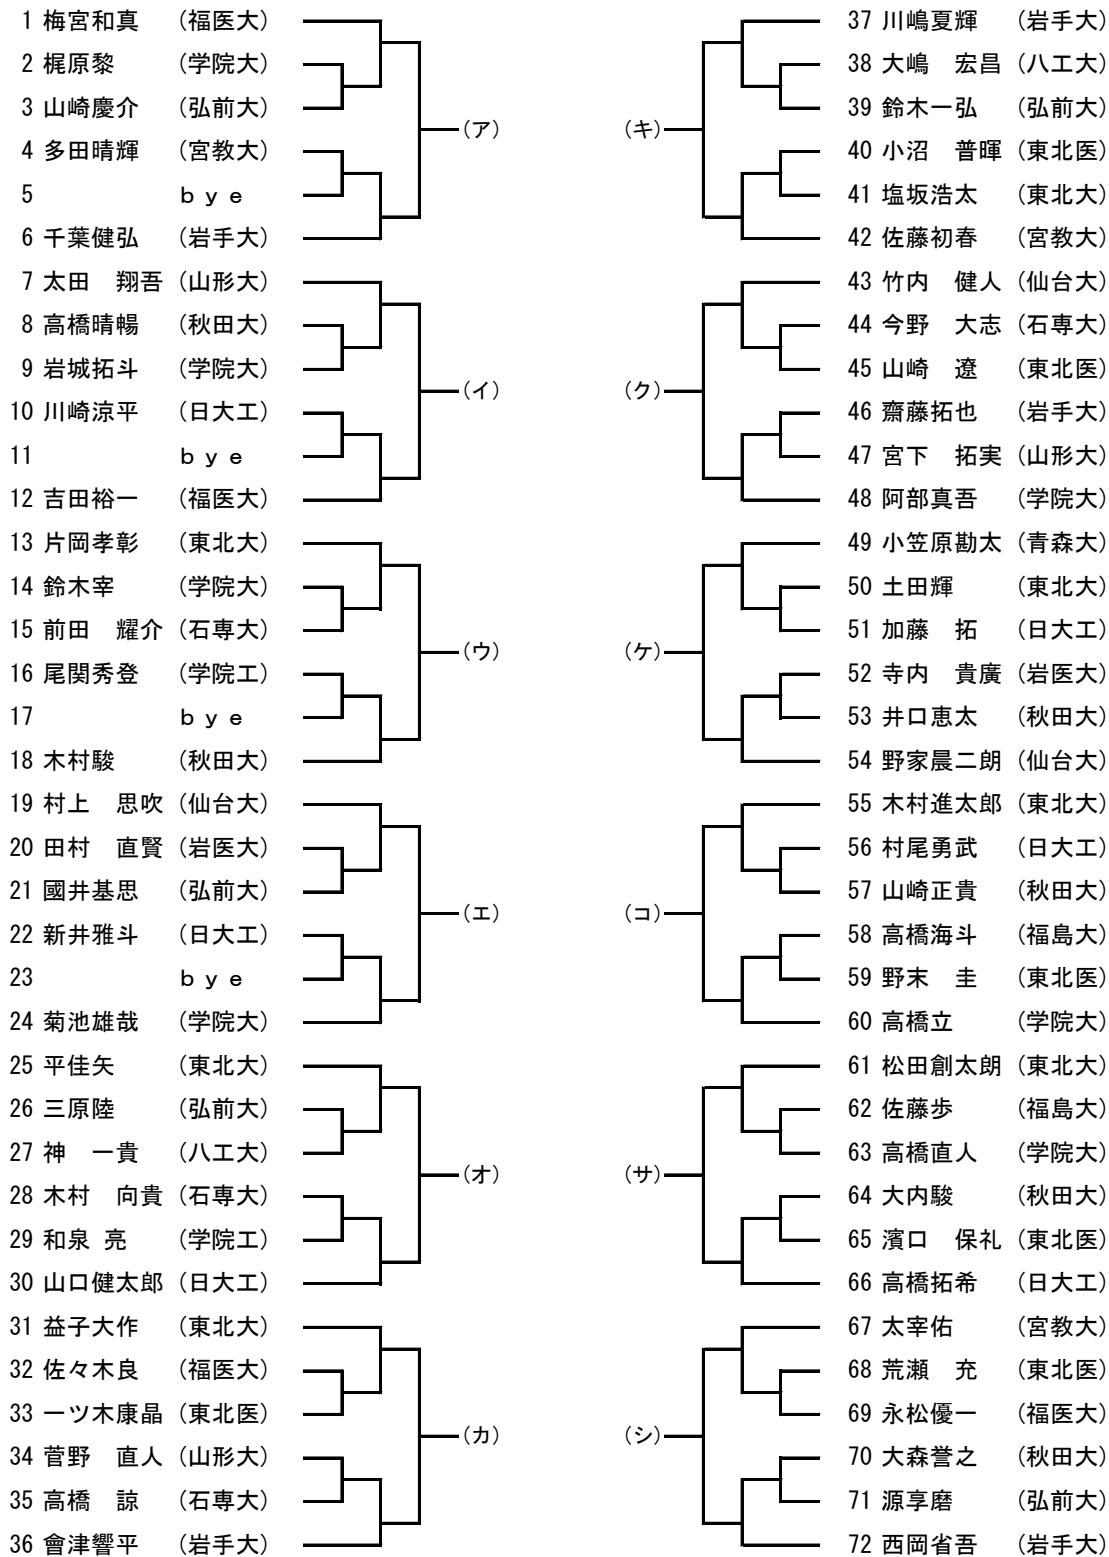 1 梅宮和真 （福医大）
2 梶原黎 （学院大）
3 山崎慶介 （弘前大）
（ア）
4 多田晴輝 （宮教大）
5 ｂｙｅ
6 千葉健弘 （岩手大）
7 太田　翔吾 （山形大）
8 高橋晴暢 （秋田大）
9 岩城拓斗 （学院大）
（イ）
10 川崎涼平 （日大工）
11 ｂｙｅ
12 吉田裕一 （福医大）
13 片岡孝彰 （東北大）
14 鈴木宰 （学院大）
15 前田　耀介 （石専大）
（ウ）
16 尾関秀登 （学院工）
17 ｂｙｅ
18 木村駿 （秋田大）
19 村上　思吹 （仙台大）
20 田村　直賢 （岩医大）
21 國井基思 （弘前大）
（エ）
22 新井雅斗 （日大工）
23 ｂｙｅ
24 菊池雄哉 （学院大）
25 平佳矢 （東北大）
26 三原陸 （弘前大）
27 神　一貴 （八工大）
（オ）
28 木村　向貴 （石専大）
29 和泉 亮 （学院工）
30 山口健太郎 （日大工）
31 益子大作 （東北大）
32 佐々木良 （福医大）
33 一ツ木康晶 （東北医）
（カ）
34 菅野　直人 （山形大）
35 高橋　諒 （石専大）
36 會津響平 （岩手大）
37 川嶋夏輝 （岩手大）
38 大嶋　宏昌 （八工大）
39 鈴木一弘 （弘前大）
（キ）
40 小沼　普暉 （東北医）
41 塩坂浩太 （東北大）
42 佐藤初春 （宮教大）
43 竹内　健人 （仙台大）
44 今野　大志 （石専大）
45 山崎　遼 （東北医）
（ク）
46 齋藤拓也 （岩手大）
47 宮下　拓実 （山形大）
48 阿部真吾 （学院大）
49 小笠原勘太 （青森大）
50 土田輝 （東北大）
51 加藤　拓 （日大工）
（ケ）
52 寺内　貴廣 （岩医大）
53 井口恵太 （秋田大）
54 野家晨二朗 （仙台大）
55 木村進太郎 （東北大）
56 村尾勇武 （日大工）
57 山崎正貴 （秋田大）
（コ）
58 高橋海斗 （福島大）
59 野末　圭 （東北医）
60 高橋立 （学院大）
61 松田創太朗 （東北大）
62 佐藤歩 （福島大）
63 高橋直人 （学院大）
（サ）
64 大内駿 （秋田大）
65 濱口　保礼 （東北医）
66 高橋拓希 （日大工）
67 太宰佑 （宮教大）
68 荒瀬　充 （東北医）
69 永松優一 （福医大）
（シ）
70 大森誉之 （秋田大）
71 源享磨 （弘前大）
72 西岡省吾 （岩手大）